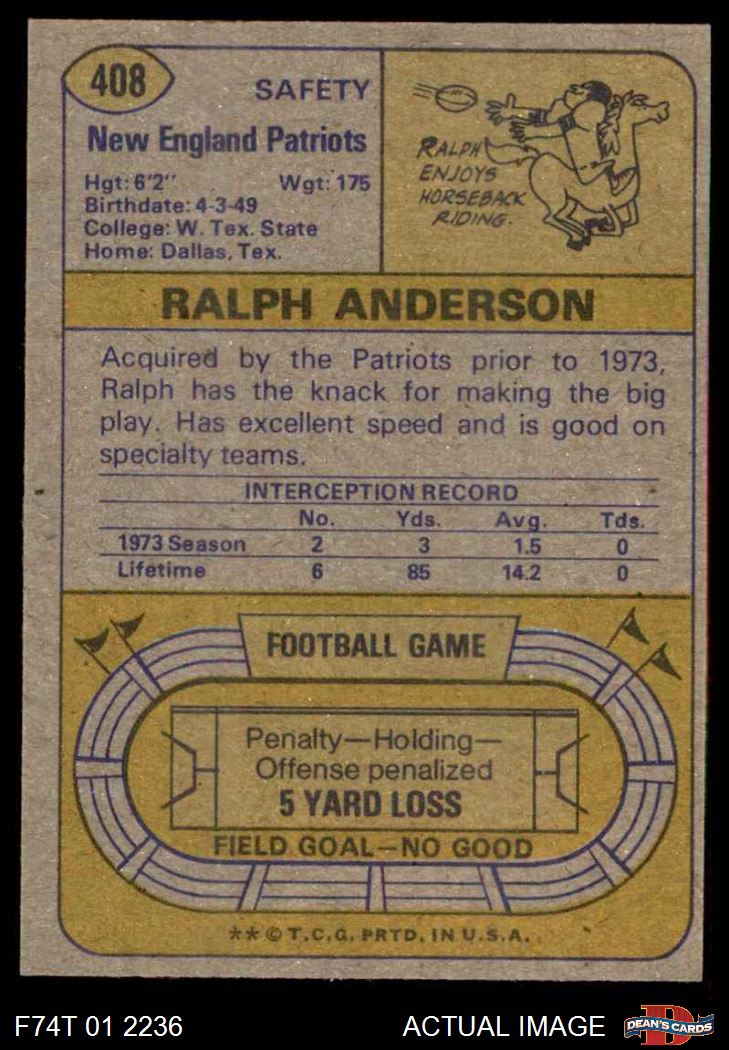 408
SAFETY
New England Patriots
Hgt: 6'2" Wgt: 175
Birthdate: 4-3-49
College: W. Tex. State
Home: Dallas, Tex.
RALPH
ENJOYS
HORSEBACK
RIDING.
RALPH ANDERSON
Acquired by the Patriots prior to 1973,
Ralph has the knack for making the big
play. Has excellent speed and is good on
specialty teams.
INTERCEPTION RECORD
No. Yds. Avg. Tds.
1973 Season 2 3 1.5 0
Lifetime 6 85 14.2 0
FOOTBALL GAME
Penalty—Holding—
Offense penalized
5 YARD LOSS
FIELD GOAL—NO GOOD
** © T.C.G. PRTD. IN U.S.A.
F74T 01 2236 ACTUAL IMAGE
D
DEAN'S CARDS